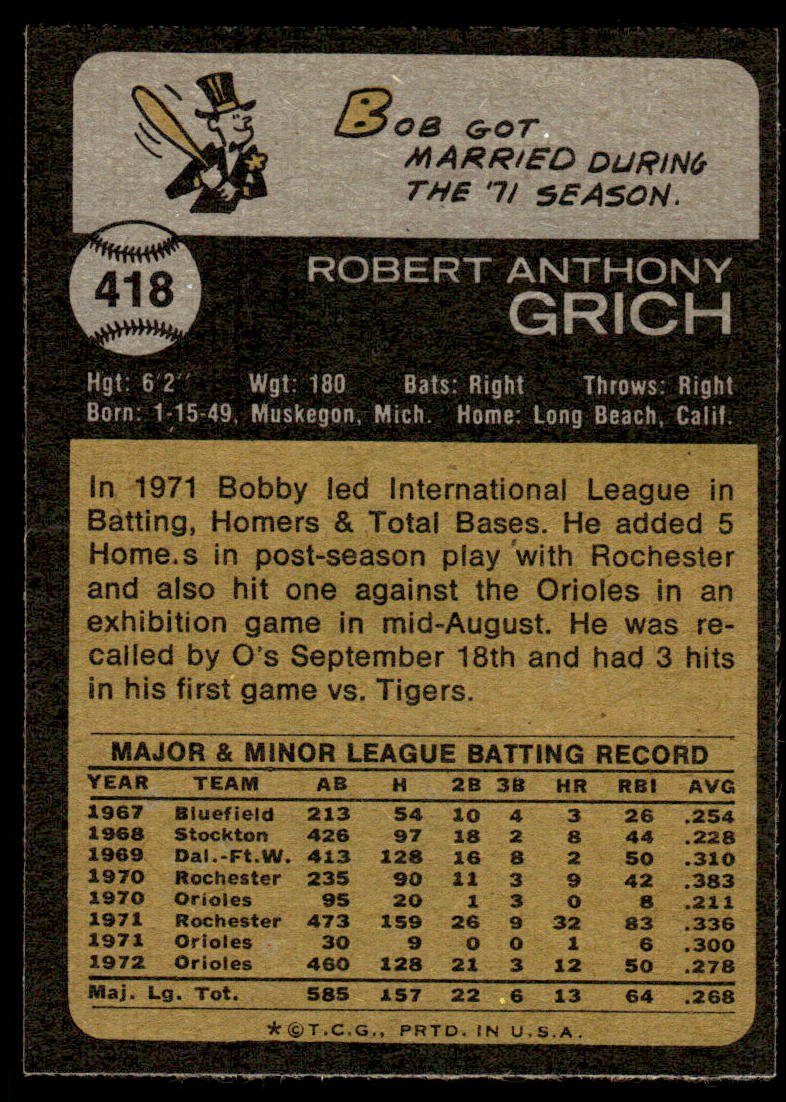 BOB GOT
MARRIED DURING
THE '71 SEASON.
418
ROBERT ANTHONY
GRICH
Hgt: 6'2" Wgt: 180 Bats: Right Throws: Right
Born: 1-15-49, Muskegon, Mich. Home: Long Beach, Calif.
In 1971 Bobby led International League in
Batting, Homers & Total Bases. He added 5
Home.s in post-season play with Rochester
and also hit one against the Orioles in an
exhibition game in mid-August. He was re-
called by O's September 18th and had 3 hits
in his first game vs. Tigers.
MAJOR & MINOR LEAGUE BATTING RECORD
YEAR TEAM AB H 2B 3B HR RBI AVG
1967 Bluefield 213 54 10 4 3 26 .254
1968 Stockton 426 97 18 2 8 44 .228
1969 Dal.-Ft.W. 413 128 16 8 2 50 .310
1970 Rochester 235 90 11 3 9 42 .383
1970 Orioles 95 20 1 3 0 8 .211
1971 Rochester 473 159 26 9 32 83 .336
1971 Orioles 30 9 0 0 1 6 .300
1972 Orioles 460 128 21 3 12 50 .278
Maj. Lg. Tot. 585 157 22 6 13 64 .268
*©T.C.G., PRTD. IN U.S.A.